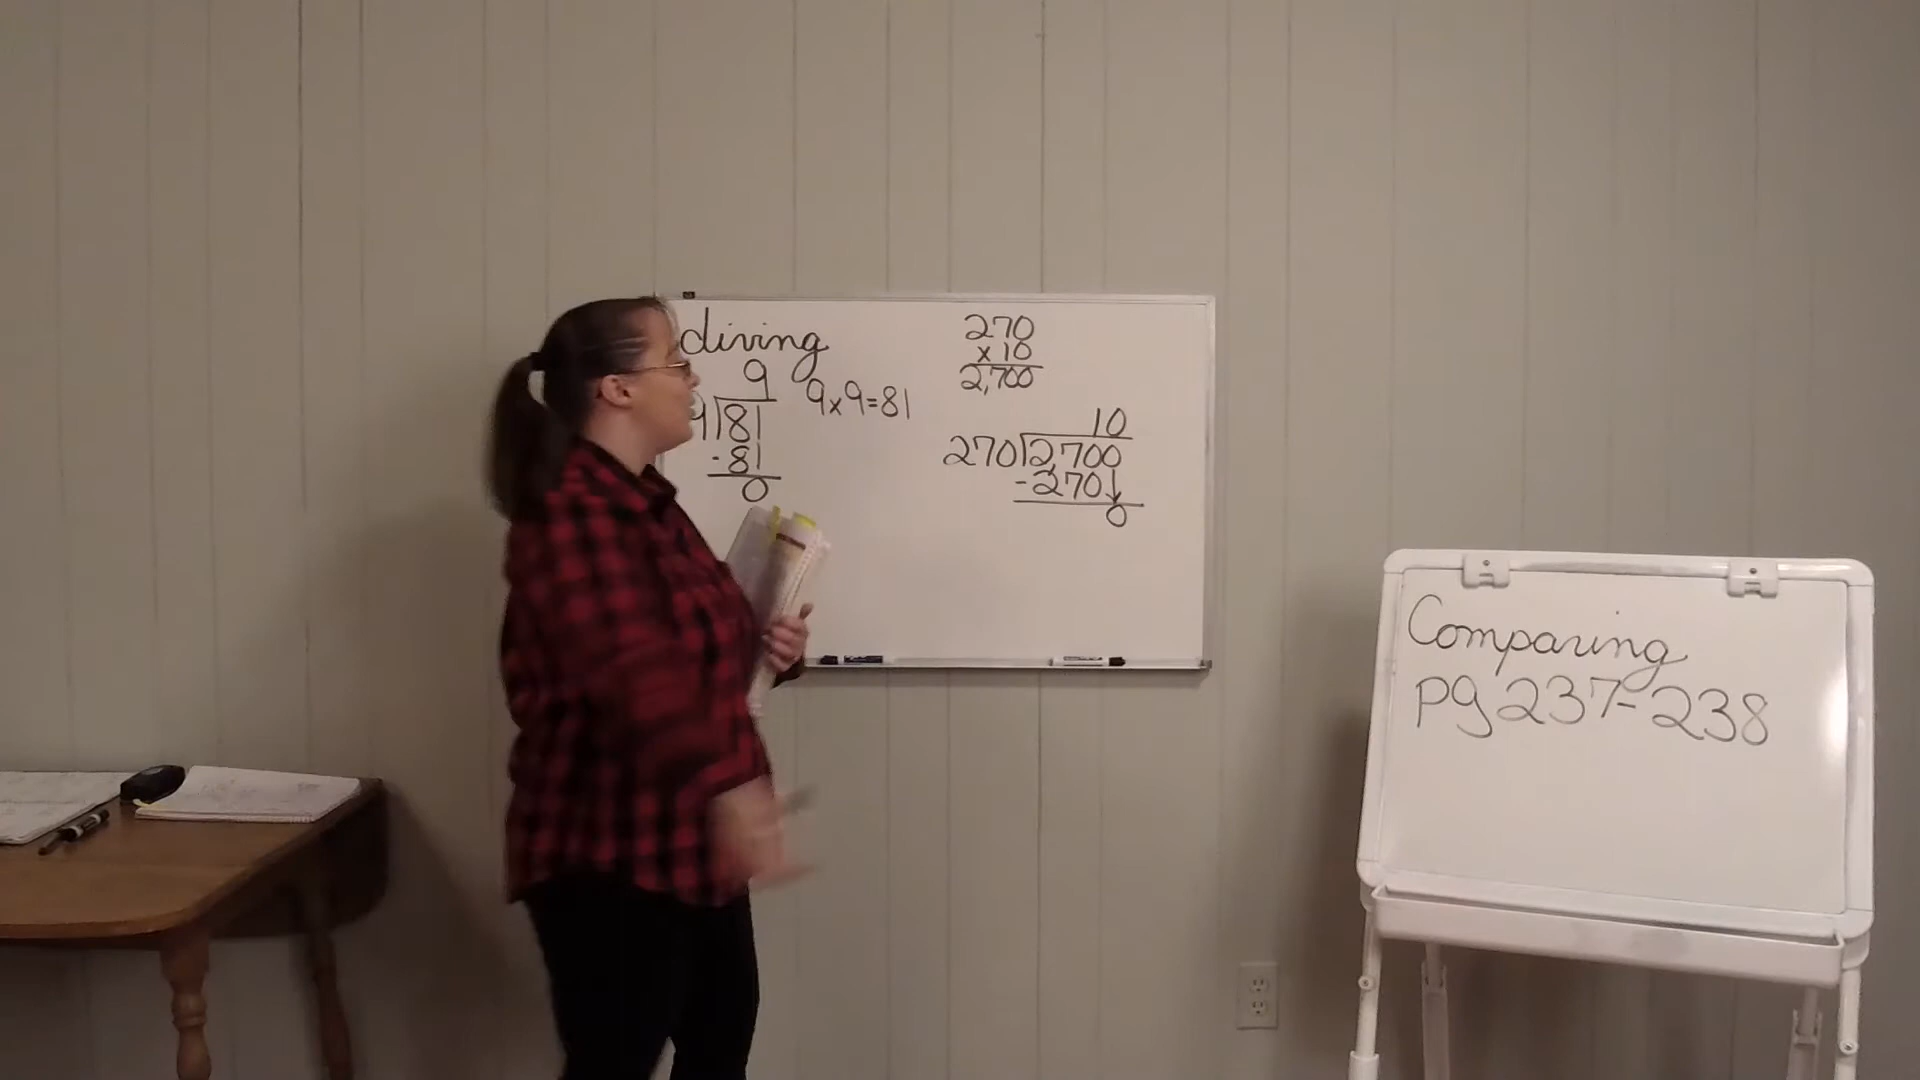 diving
9
9)81
-81
0
9x9=81
270
x10
2,700
10
270)2,700
-270↓
0
Comparing
pg 237-238